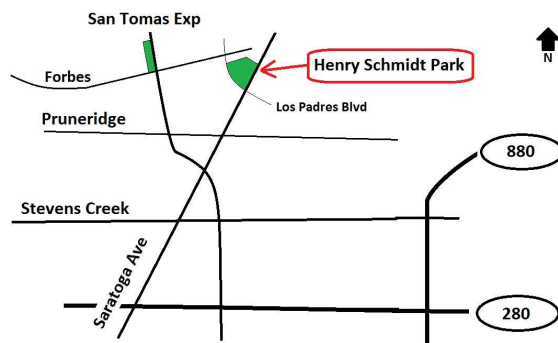 San Tomas Exp
N
Henry Schmidt Park
Forbes
Los Padres Blvd
Pruneridge
880
Stevens Creek
Saratoga Ave
280